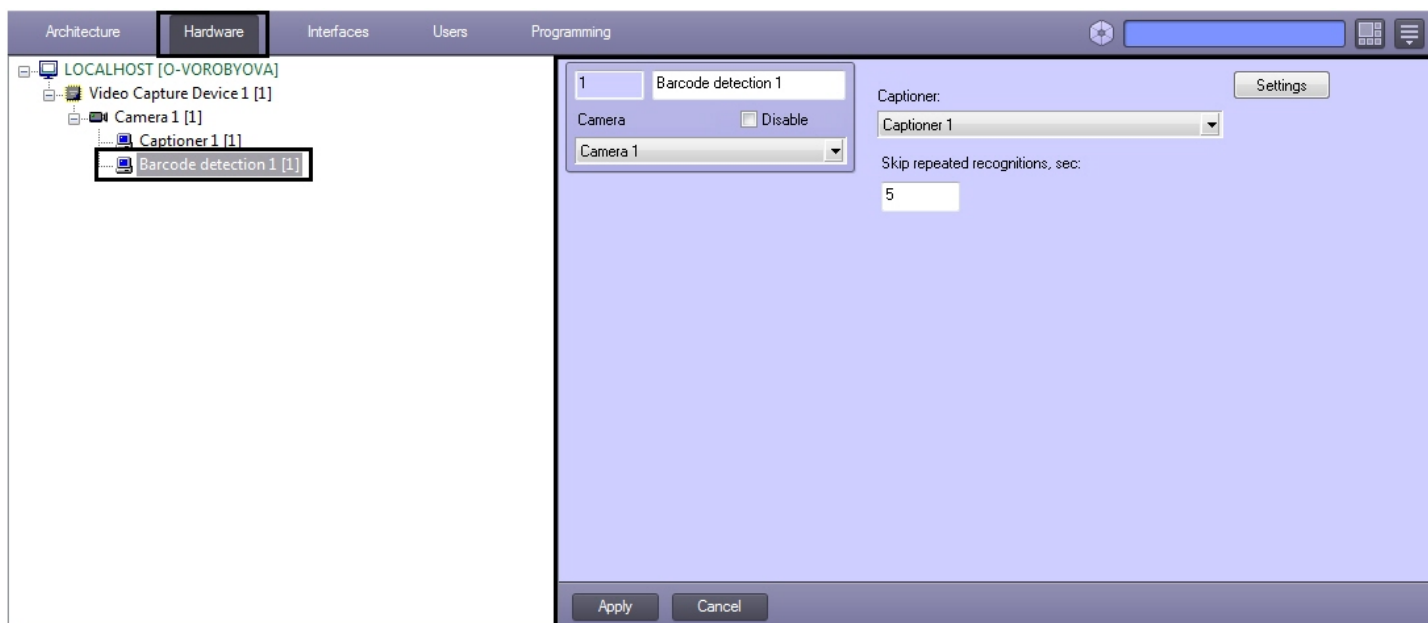 Architecture Hardware Interfaces Users Programming
LOCALHOST [O-VOROBYOVA]
Video Capture Device 1 [1]
Camera 1 [1]
Captioner 1 [1]
Barcode detection 1 [1]
1 Barcode detection 1
Camera Disable
Camera 1
Captioner:
Captioner 1
Skip repeated recognitions, sec:
5
Settings
Apply Cancel